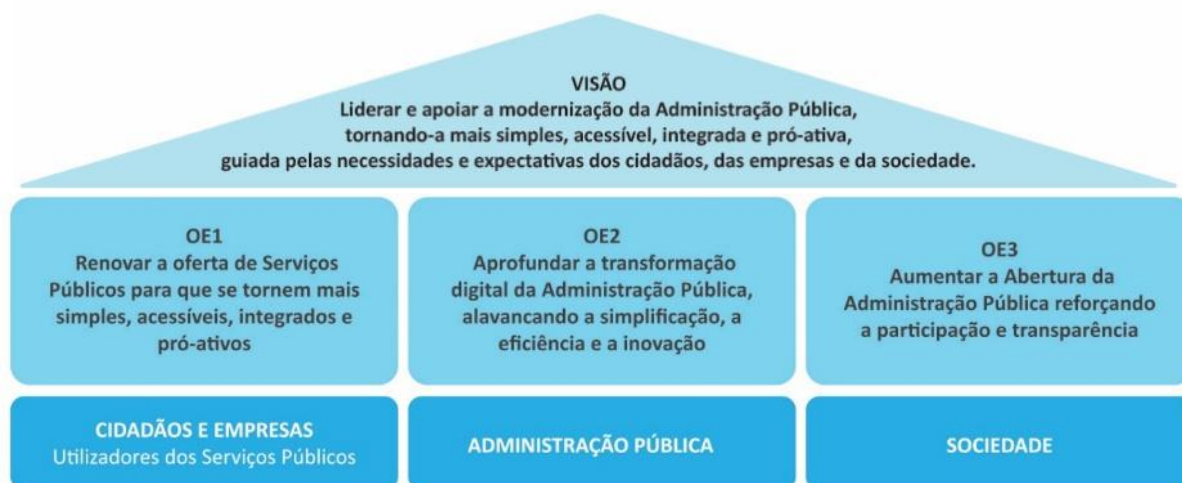 VISÃO
Liderar e apoiar a modernização da Administração Pública,
tornando-a mais simples, acessível, integrada e pró-ativa,
guiada pelas necessidades e expectativas dos cidadãos, das empresas e da sociedade.
OE1
Renovar a oferta de Serviços
Públicos para que se tornem mais
simples, acessíveis, integrados e
pró-ativos
OE2
Aprofundar a transformação
digital da Administração Pública,
alavancando a simplificação, a
eficiência e a inovação
OE3
Aumentar a Abertura da
Administração Pública reforçando
a participação e transparência
CIDADÃOS E EMPRESAS
Utilizadores dos Serviços Públicos
ADMINISTRAÇÃO PÚBLICA
SOCIEDADE